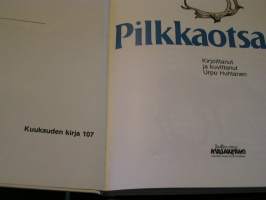 Kuukauden kirja 107
Pilkkaotsa
Kirjoittanut
ja kuvittanut
Urpo Huhtanen